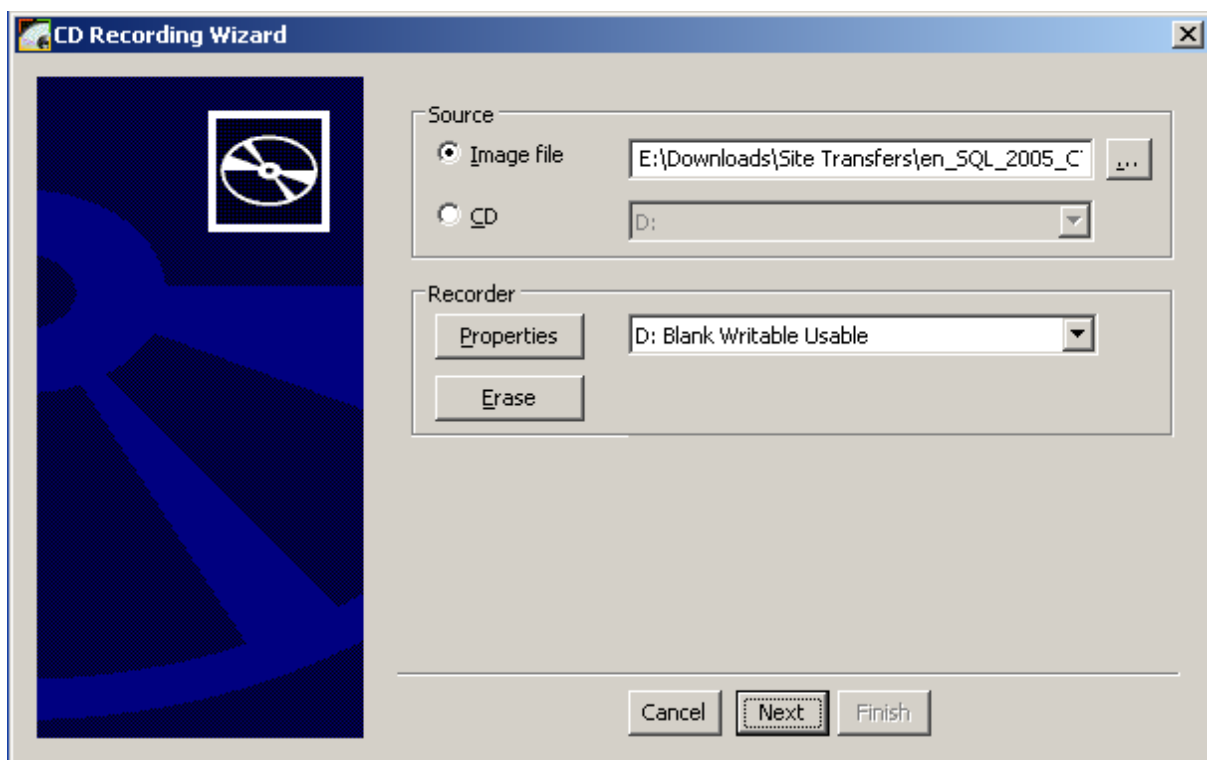 CD Recording Wizard
Source
Image file
E:\Downloads\Site Transfers\en_SQL_2005_C
...
CD
D:
Recorder
Properties
D: Blank Writable Usable
Erase
Cancel
Next
Finish